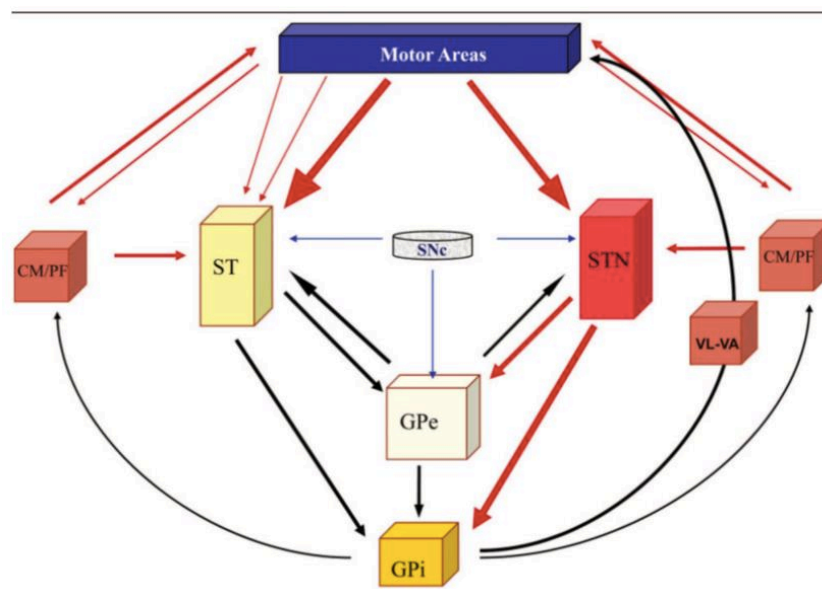 Motor Areas
CM/PF
ST
SNc
STN
CM/PF
VL-VA
GPe
GPi